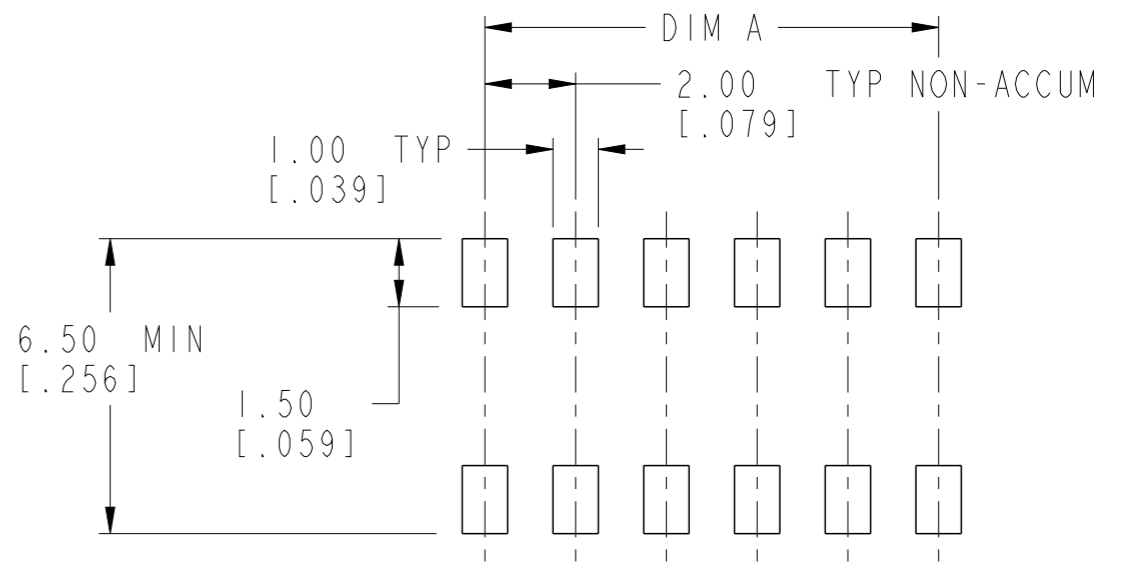 DIM A
2.00 TYP NON-ACCUM
[.079]
1.00 TYP
[.039]
6.50 MIN
[.256]
1.50
[.059]